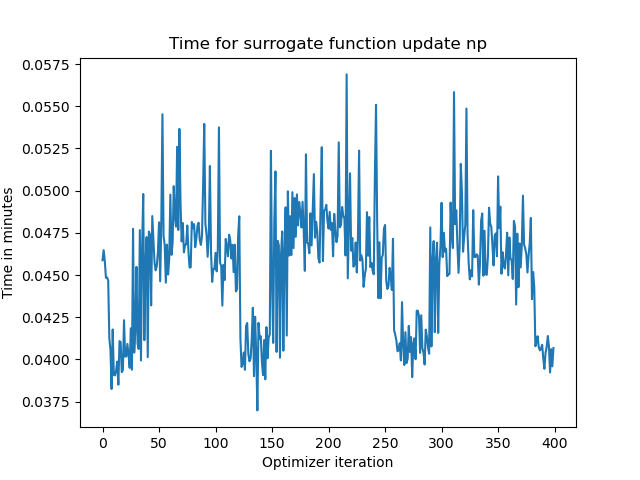 Time for surrogate function update np
0.0575
0.0550
0.0525
0.0500
0.0475
0.0450
0.0425
0.0400
0.0375
Time in minutes
0 50 100 150 200 250 300 350 400
Optimizer iteration